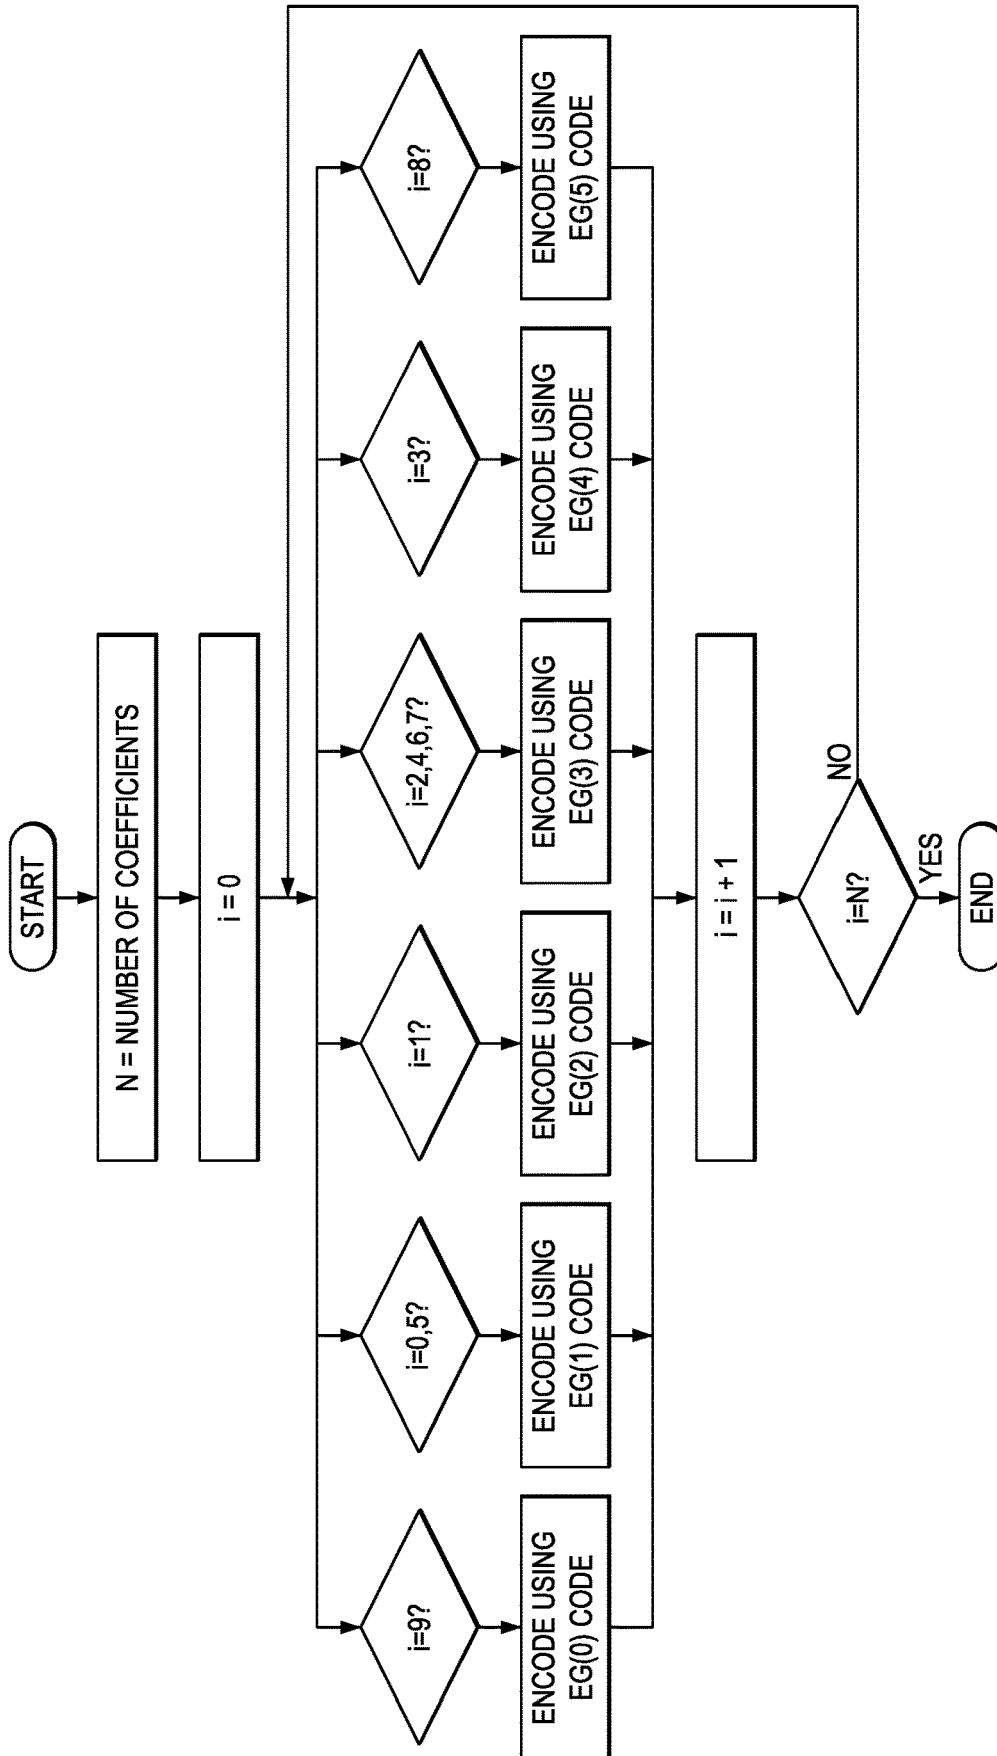 START
N = NUMBER OF COEFFICIENTS
i = 0
i=9?
i=0,5?
i=1?
i=2,4,6,7?
i=3?
i=8?
ENCODE USING
EG(0) CODE
ENCODE USING
EG(1) CODE
ENCODE USING
EG(2) CODE
ENCODE USING
EG(3) CODE
ENCODE USING
EG(4) CODE
ENCODE USING
EG(5) CODE
i = i + 1
i=N?
NO
YES
END